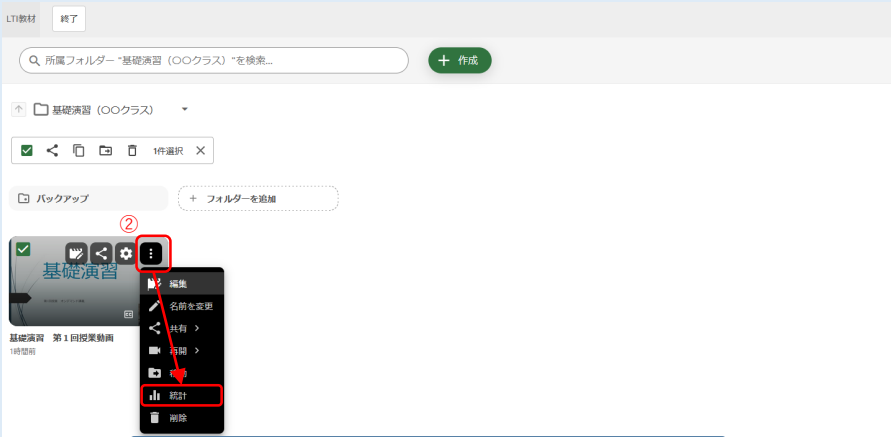 LTI教材 終了
所属フォルダー "基礎演習（〇〇クラス）"を検索...
作成
基礎演習（〇〇クラス）
1件選択
バックアップ
フォルダーを追加
②
基礎演習
編集
名前を変更
共有
再開
移動
統計
削除
基礎演習　第１回授業動画
1時間前